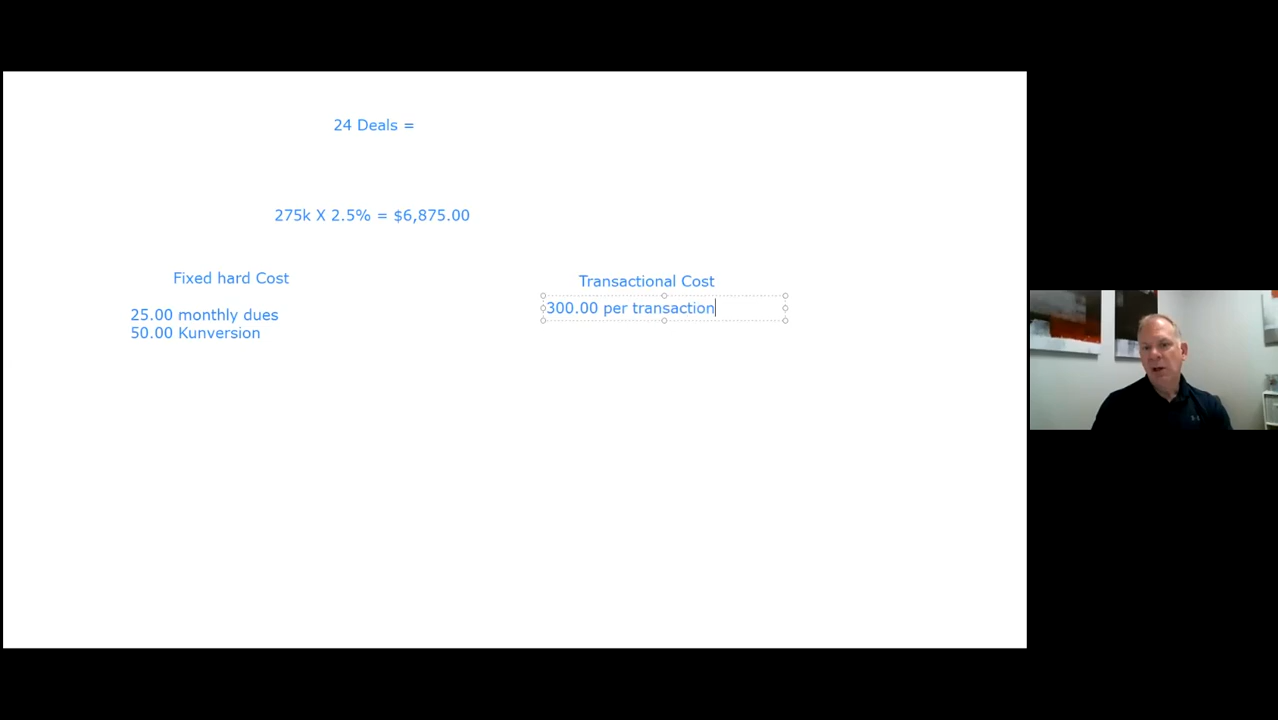 24 Deals =
275k X 2.5% = $6,875.00
Fixed hard Cost
25.00 monthly dues
50.00 Kunversion
Transactional Cost
300.00 per transaction